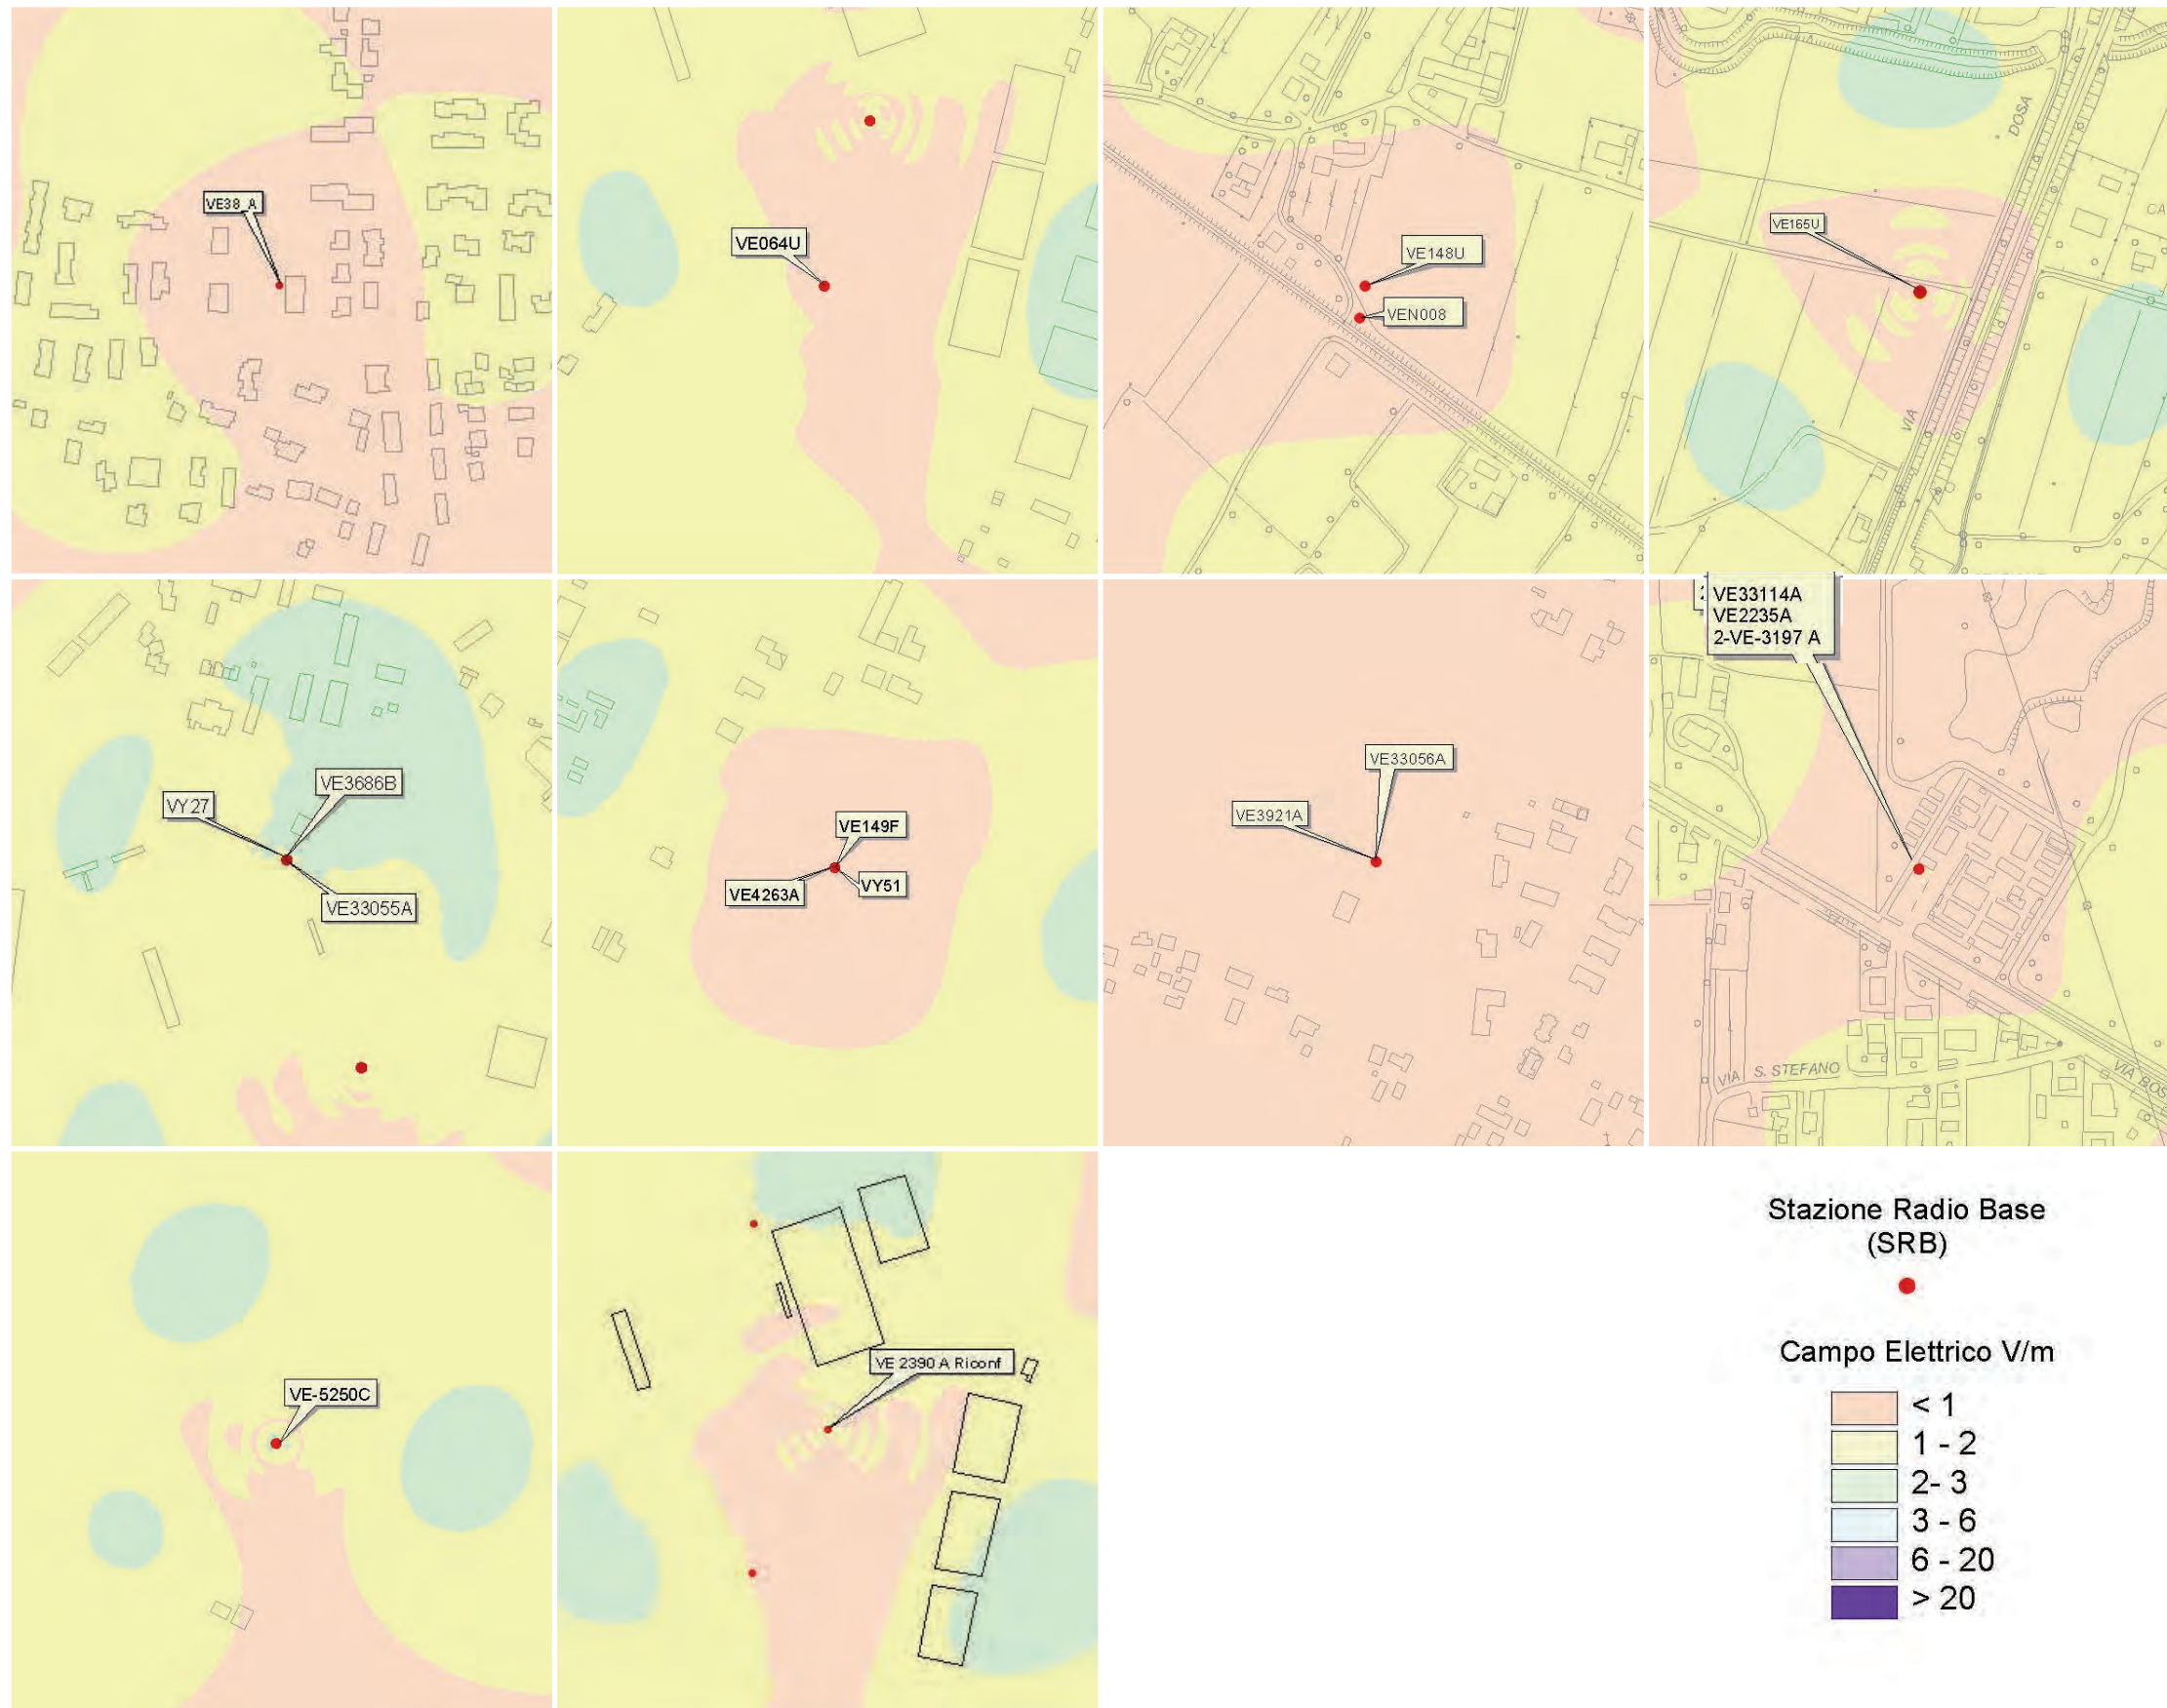 VE38_A
VE064U
VE148U
VEN008
DOSA
VE165U
CA
VIA
VY27
VE3686B
VE33055A
VE149F
VE4263A
VY51
VE33056A
VE3921A
VE33114A
VE2235A
2-VE-3197 A
VIA S. STEFANO
VIA BOS
VE-5250C
VE 2390 A Riconf
Stazione Radio Base
(SRB)
Campo Elettrico V/m
< 1
1 - 2
2- 3
3 - 6
6 - 20
> 20